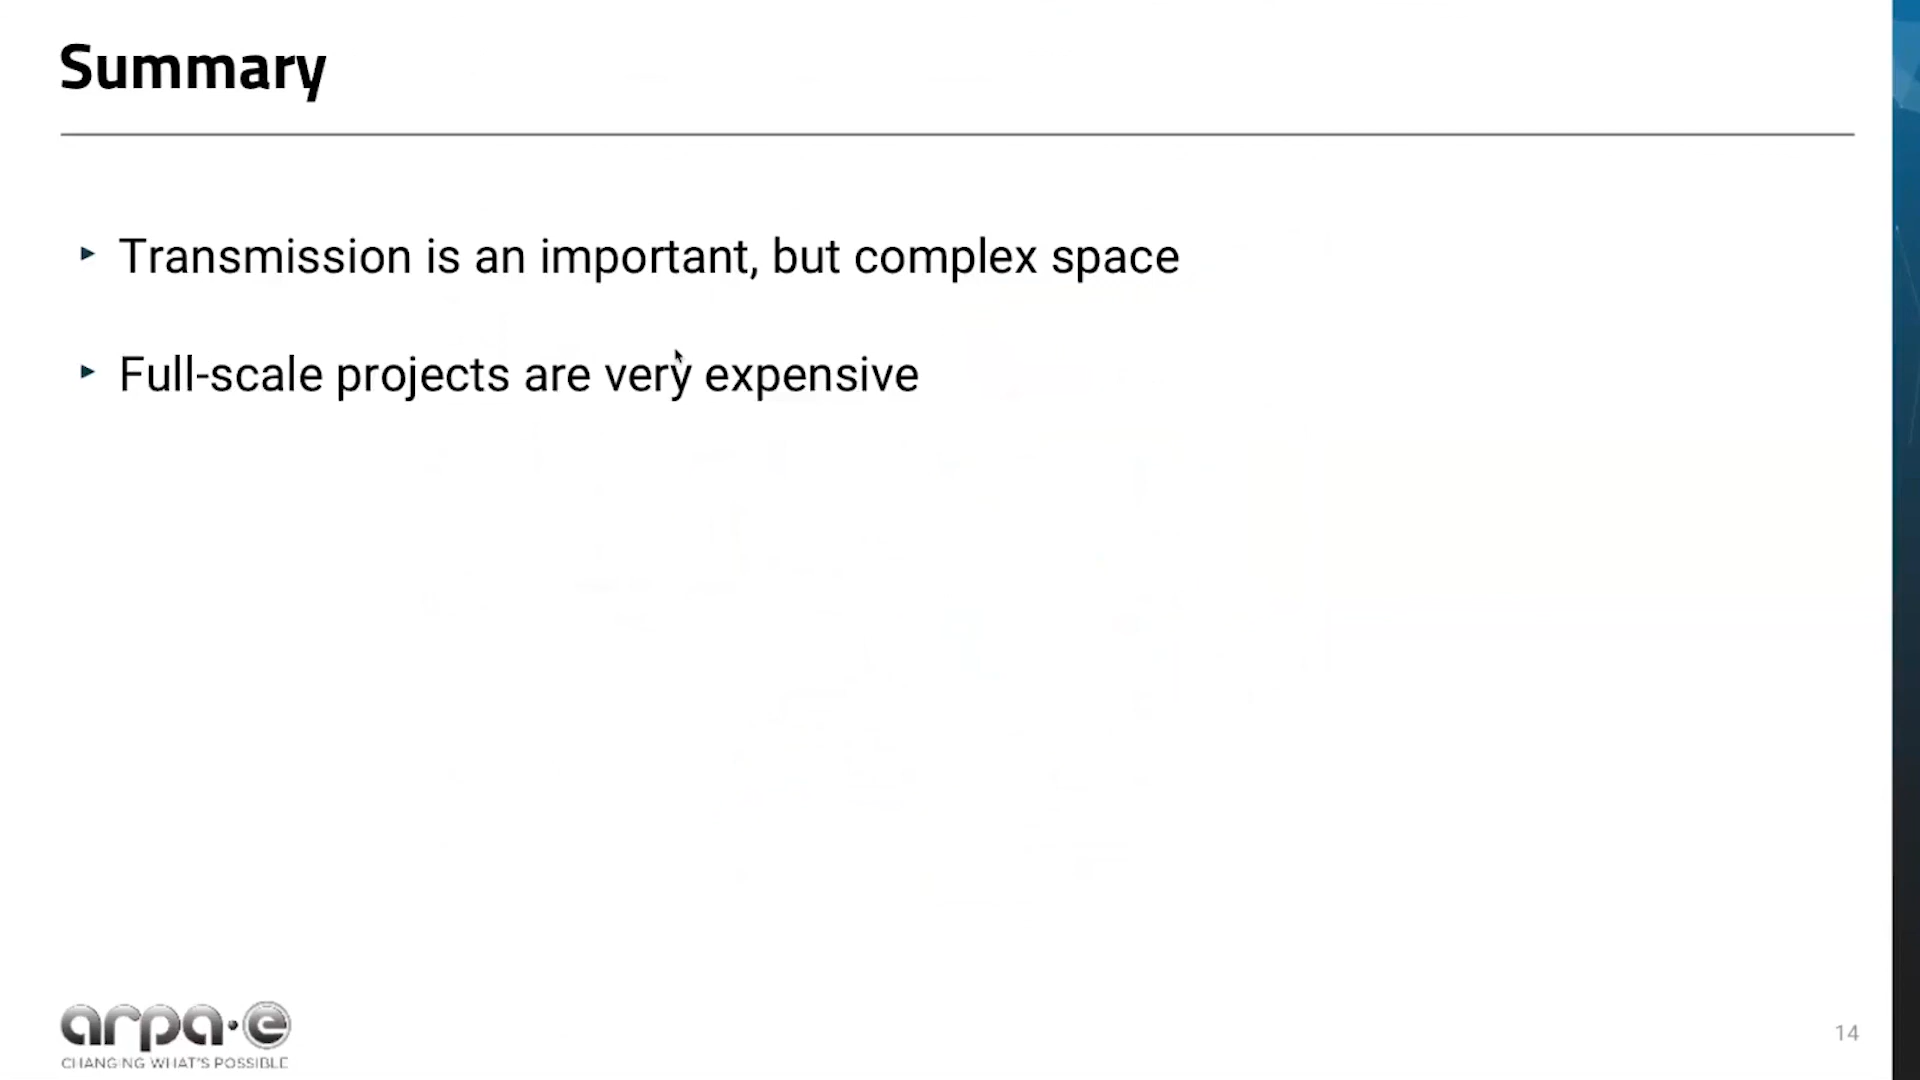 Summary
Transmission is an important, but complex space
Full-scale projects are very expensive
arpa·e
CHANGING WHAT'S POSSIBLE
14